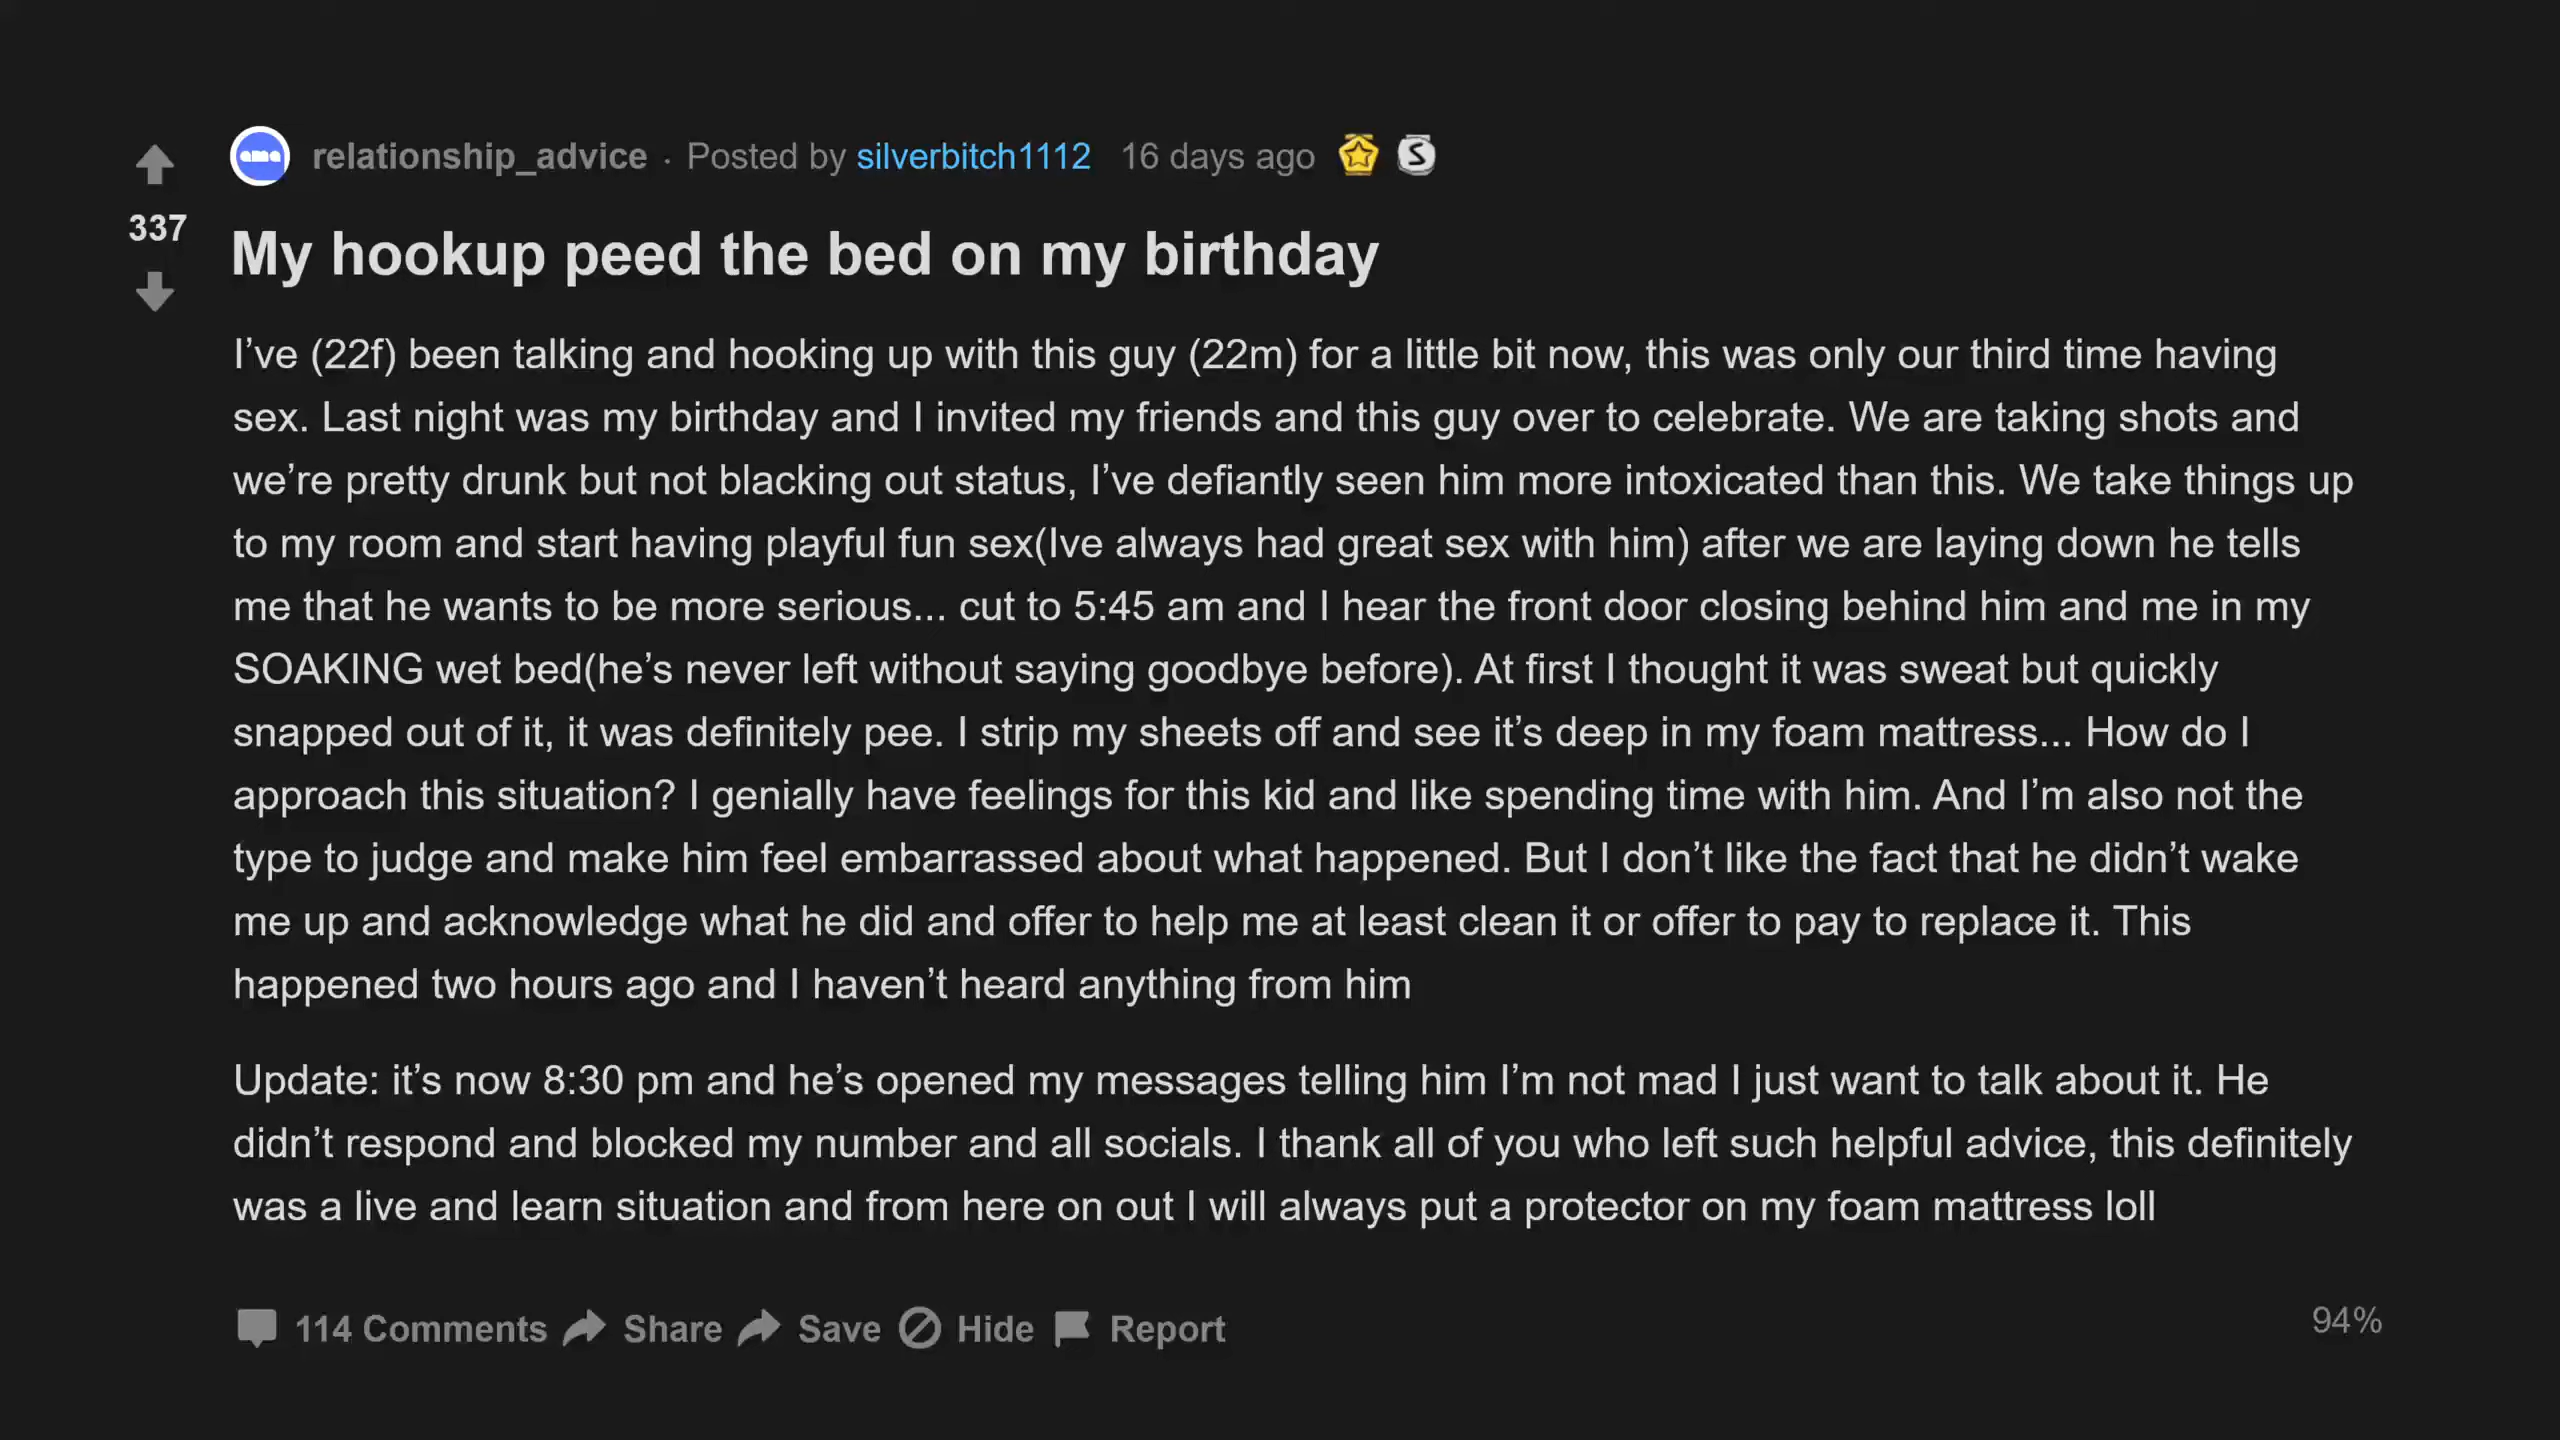 relationship_advice · Posted by silverbitch1112 16 days ago
337
My hookup peed the bed on my birthday
I’ve (22f) been talking and hooking up with this guy (22m) for a little bit now, this was only our third time having
sex. Last night was my birthday and I invited my friends and this guy over to celebrate. We are taking shots and
we’re pretty drunk but not blacking out status, I’ve defiantly seen him more intoxicated than this. We take things up
to my room and start having playful fun sex(Ive always had great sex with him) after we are laying down he tells
me that he wants to be more serious... cut to 5:45 am and I hear the front door closing behind him and me in my
SOAKING wet bed(he’s never left without saying goodbye before). At first I thought it was sweat but quickly
snapped out of it, it was definitely pee. I strip my sheets off and see it’s deep in my foam mattress... How do I
approach this situation? I genially have feelings for this kid and like spending time with him. And I’m also not the
type to judge and make him feel embarrassed about what happened. But I don’t like the fact that he didn’t wake
me up and acknowledge what he did and offer to help me at least clean it or offer to pay to replace it. This
happened two hours ago and I haven’t heard anything from him
Update: it’s now 8:30 pm and he’s opened my messages telling him I’m not mad I just want to talk about it. He
didn’t respond and blocked my number and all socials. I thank all of you who left such helpful advice, this definitely
was a live and learn situation and from here on out I will always put a protector on my foam mattress loll
114 Comments Share Save Hide Report 94%